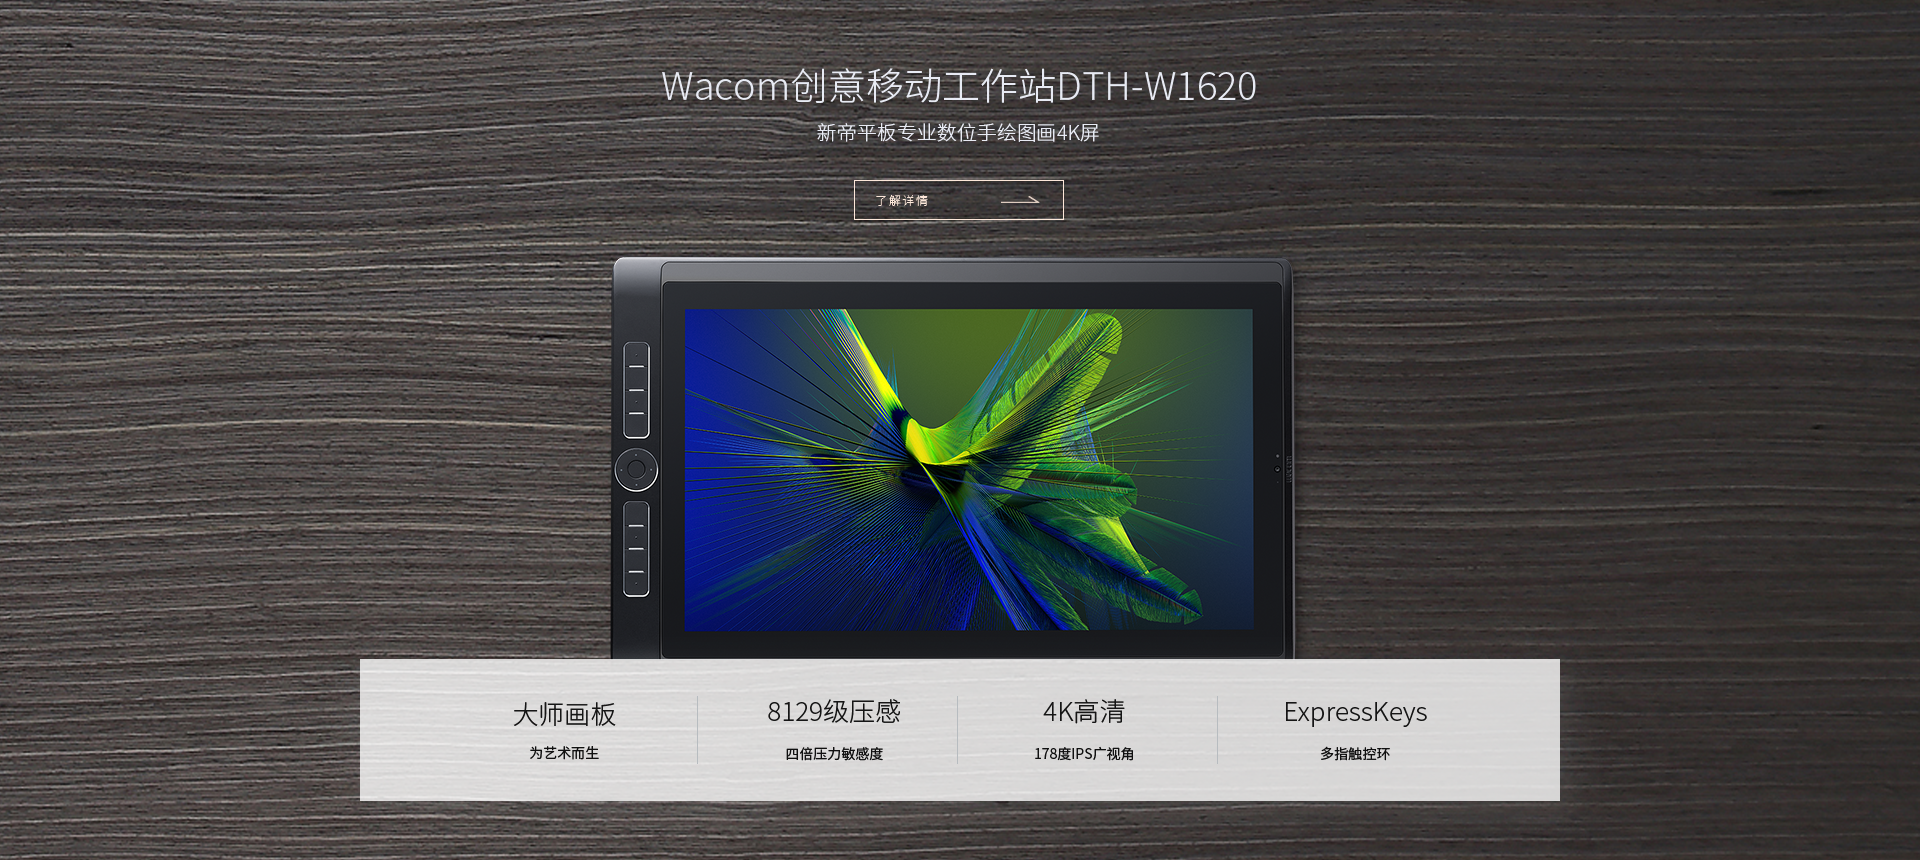 Wacom创意移动工作站DTH-W1620
新帝平板专业数位手绘图画4K屏
了解详情
大师画板
为艺术而生
8129级压感
四倍压力敏感度
4K高清
178度IPS广视角
ExpressKeys
多指触控环